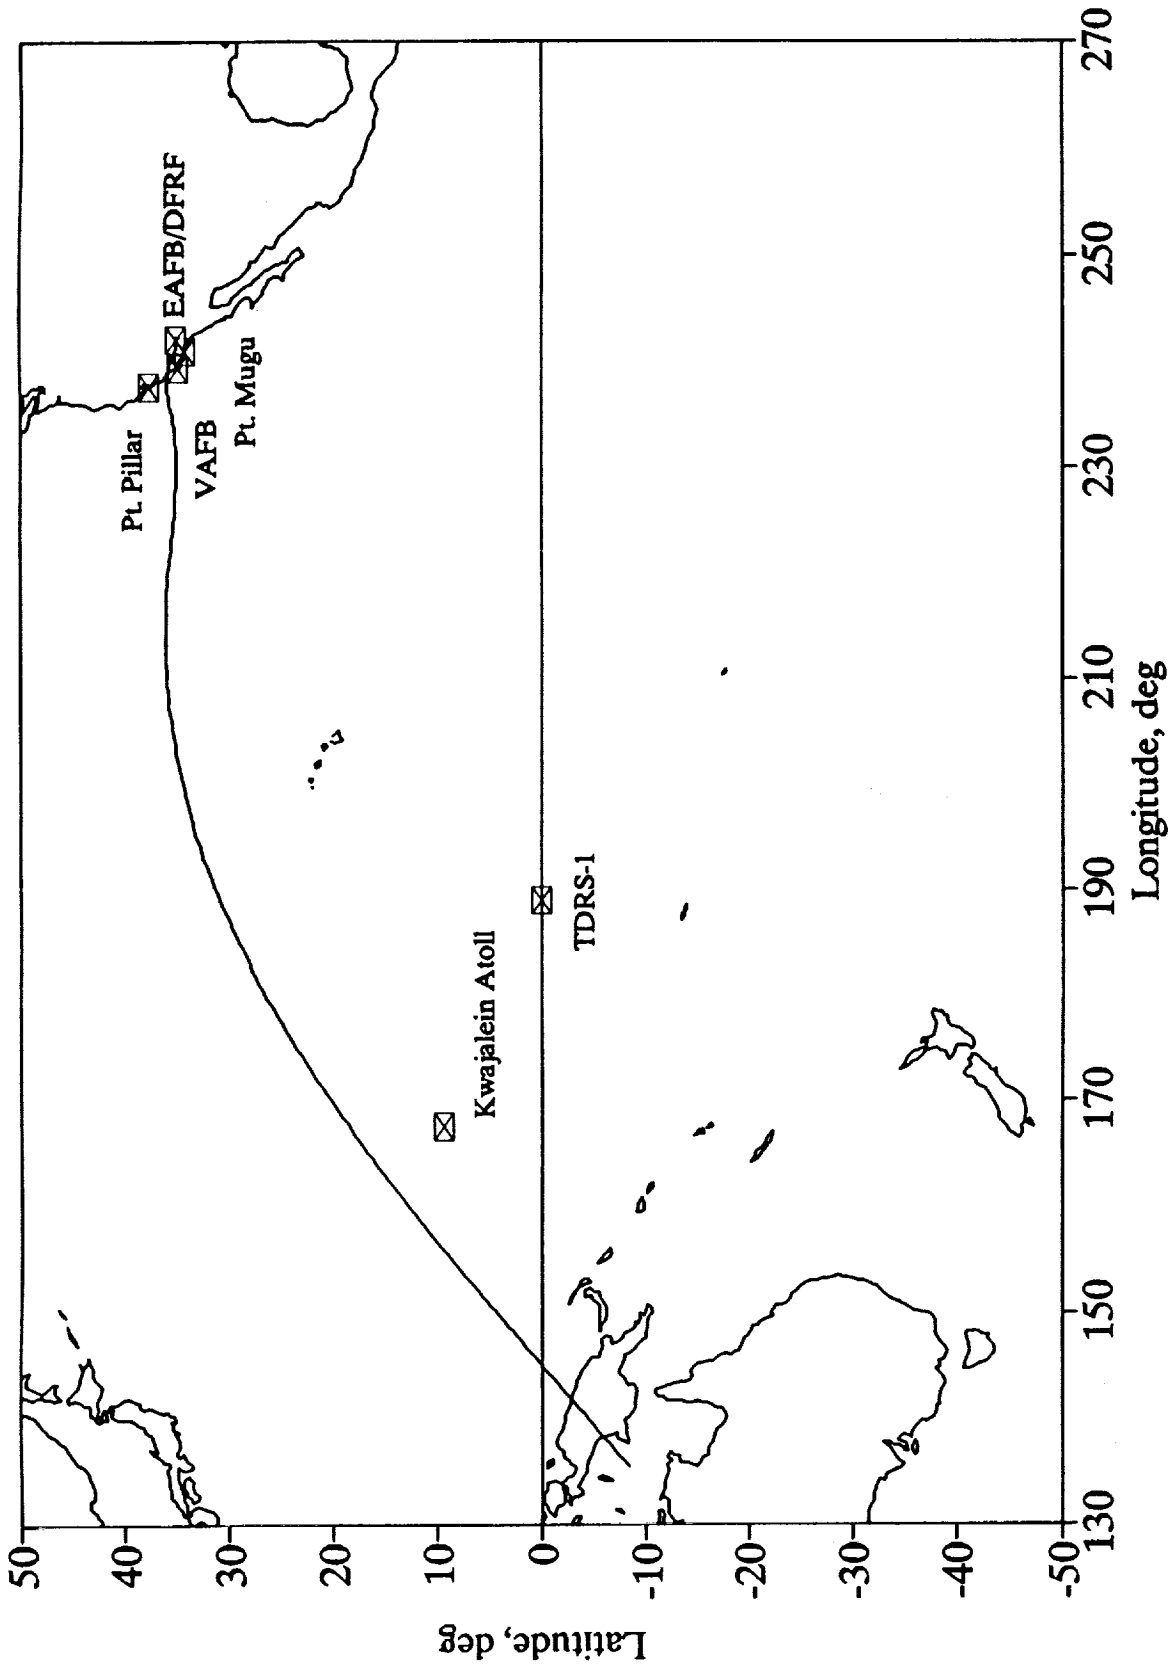 50
40
30
20
10
0
-10
-20
-30
-40
-50
Latitude, deg
130
150
170
190
210
230
250
270
Longitude, deg
Pt. Pillar
VAFB
Pt. Mugu
EAFB/DFRF
Kwajalein Atoll
TDRS-1